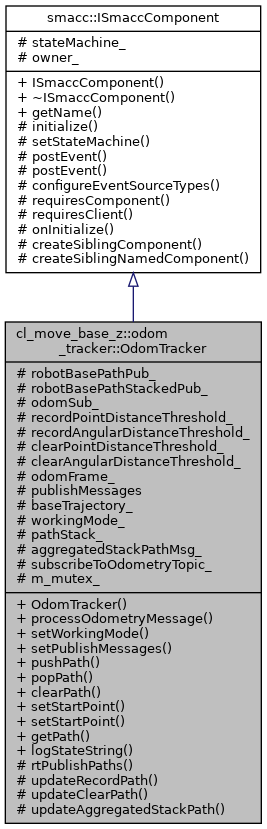 smacc::ISmaccComponent
# stateMachine_
# owner_
+ ISmaccComponent()
+ ~ISmaccComponent()
+ getName()
# initialize()
# setStateMachine()
# postEvent()
# postEvent()
# configureEventSourceTypes()
# requiresComponent()
# requiresClient()
# onInitialize()
# createSiblingComponent()
# createSiblingNamedComponent()
cl_move_base_z::odom
_tracker::OdomTracker
# robotBasePathPub_
# robotBasePathStackedPub_
# odomSub_
# recordPointDistanceThreshold_
# recordAngularDistanceThreshold_
# clearPointDistanceThreshold_
# clearAngularDistanceThreshold_
# odomFrame_
# publishMessages
# baseTrajectory_
# workingMode_
# pathStack_
# aggregatedStackPathMsg_
# subscribeToOdometryTopic_
# m_mutex_
+ OdomTracker()
+ processOdometryMessage()
+ setWorkingMode()
+ setPublishMessages()
+ pushPath()
+ popPath()
+ clearPath()
+ setStartPoint()
+ setStartPoint()
+ getPath()
+ logStateString()
# rtPublishPaths()
# updateRecordPath()
# updateClearPath()
# updateAggregatedStackPath()